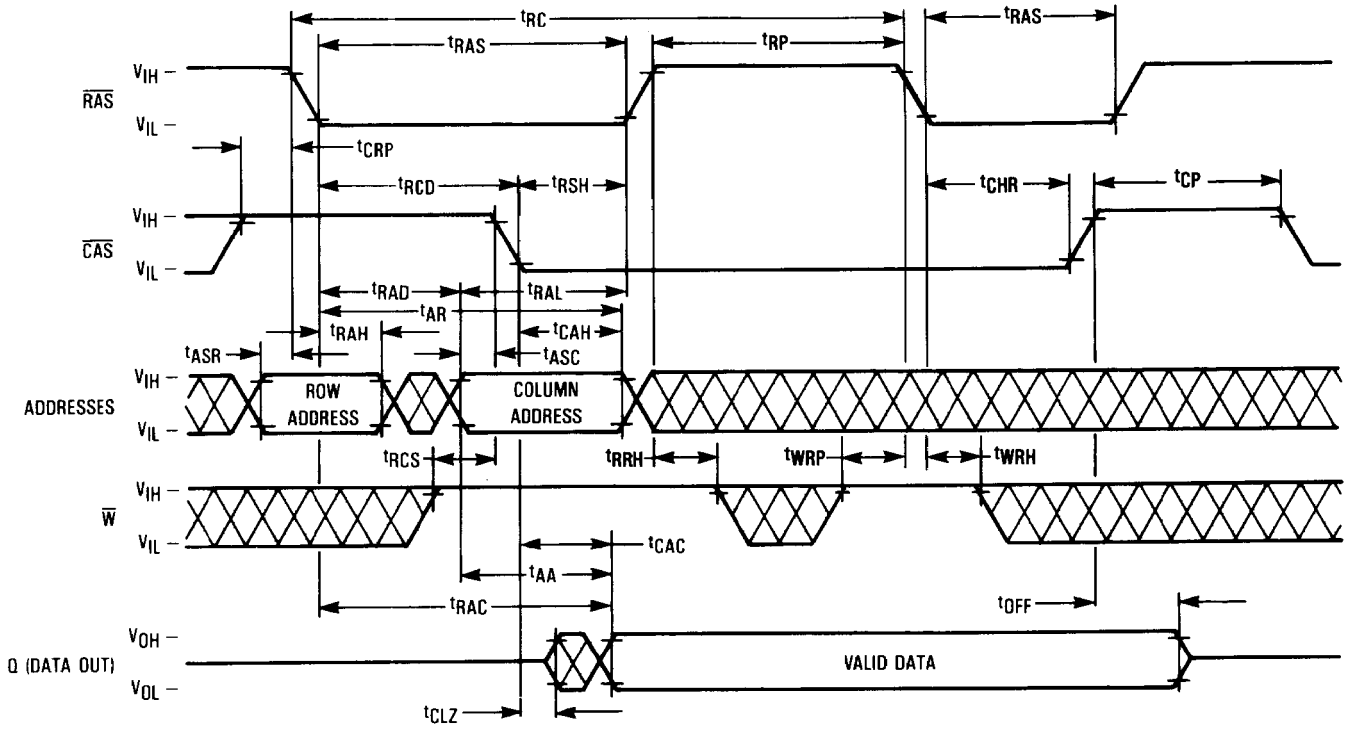 tRC
tRAS
tRAS
tRP
VIH
RAS
VIL
tCRP
tRCD
tRSH
tCHR
tCP
VIH
CAS
VIL
tRAD
tRAL
tAR
tRAH
tCAH
tASR
tASC
VIH
ADDRESSES
ROW ADDRESS
COLUMN ADDRESS
VIL
tRCS
tRRH
tWRP
tWRH
VIH
W
VIL
tCAC
tAA
tRAC
tOFF
VOH
Q (DATA OUT)
VALID DATA
VOL
tCLZ